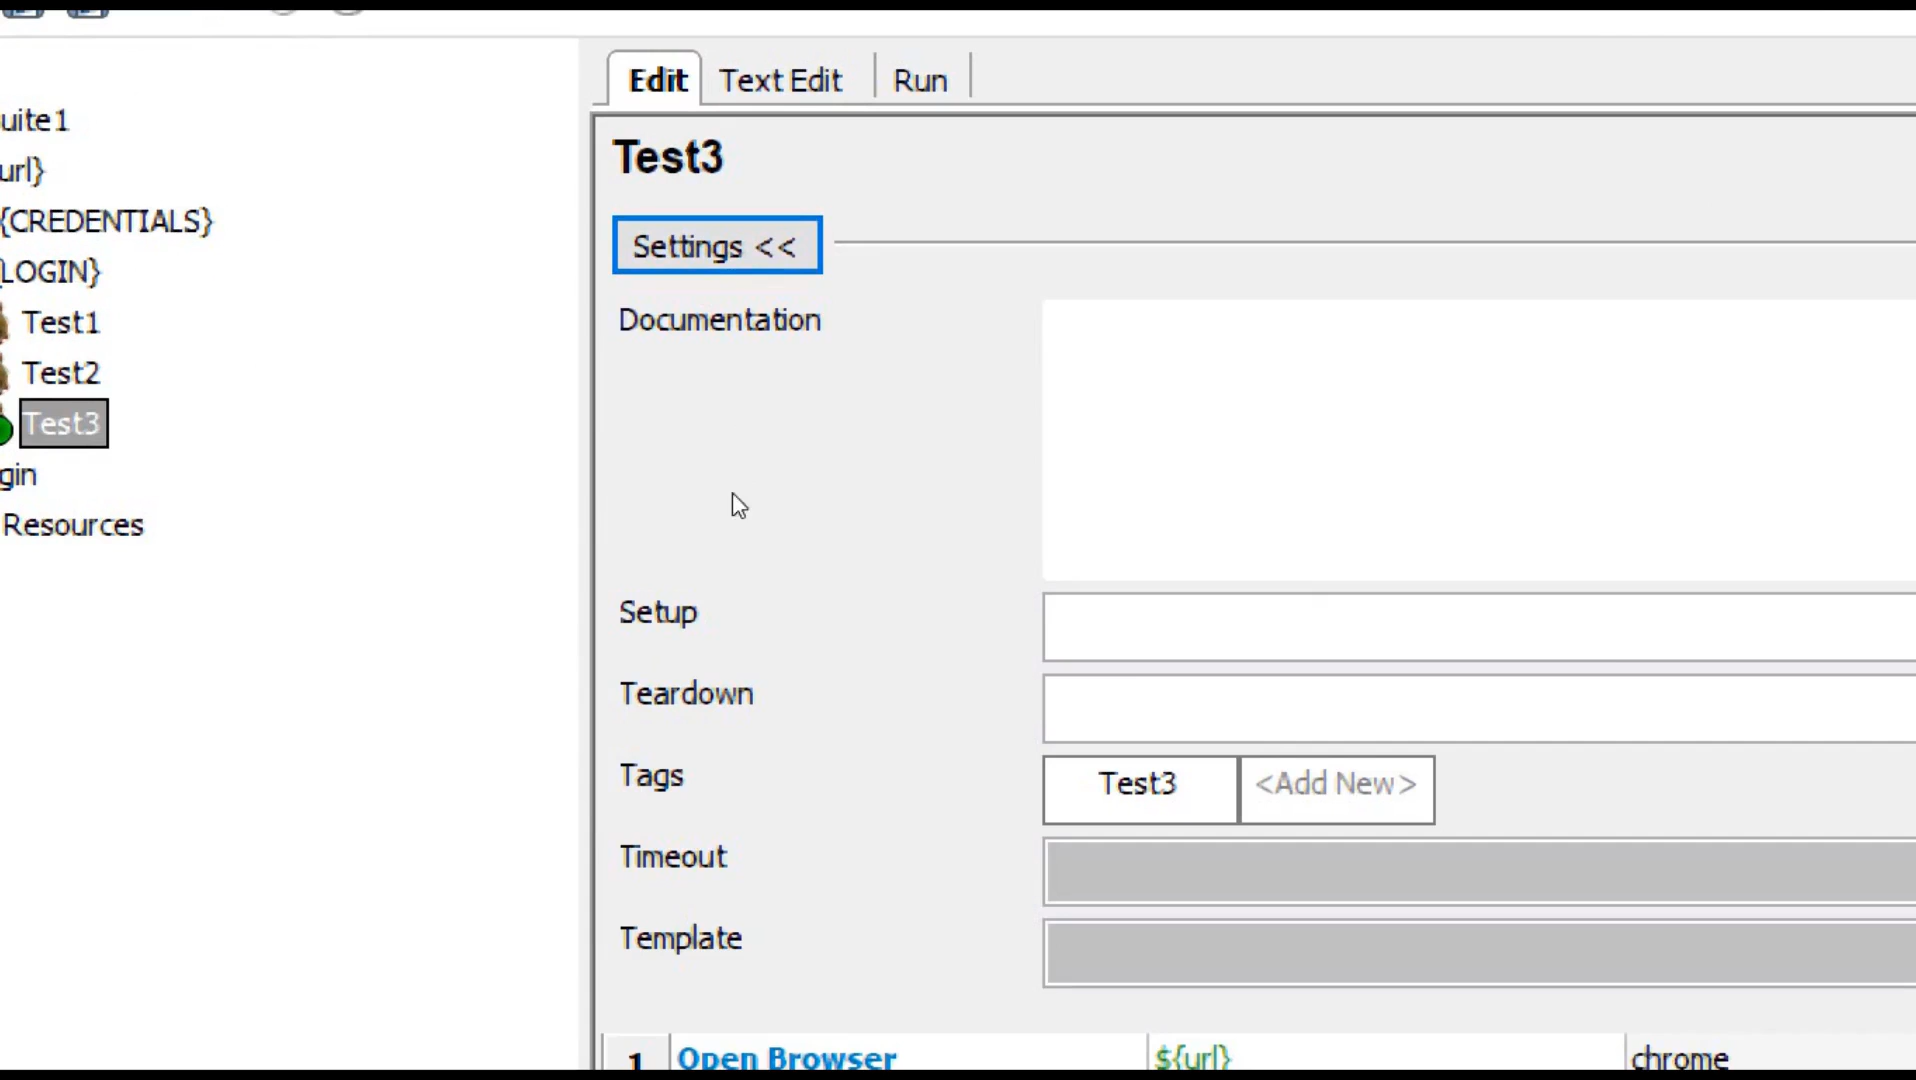 Edit Text Edit Run
uite1
url}
{CREDENTIALS}
LOGIN}
Test1
Test2
Test3
gin
Resources
Test3
Settings <<
Documentation
Setup
Teardown
Tags Test3 <Add New>
Timeout
Template
1 Open Browser ${url} chrome